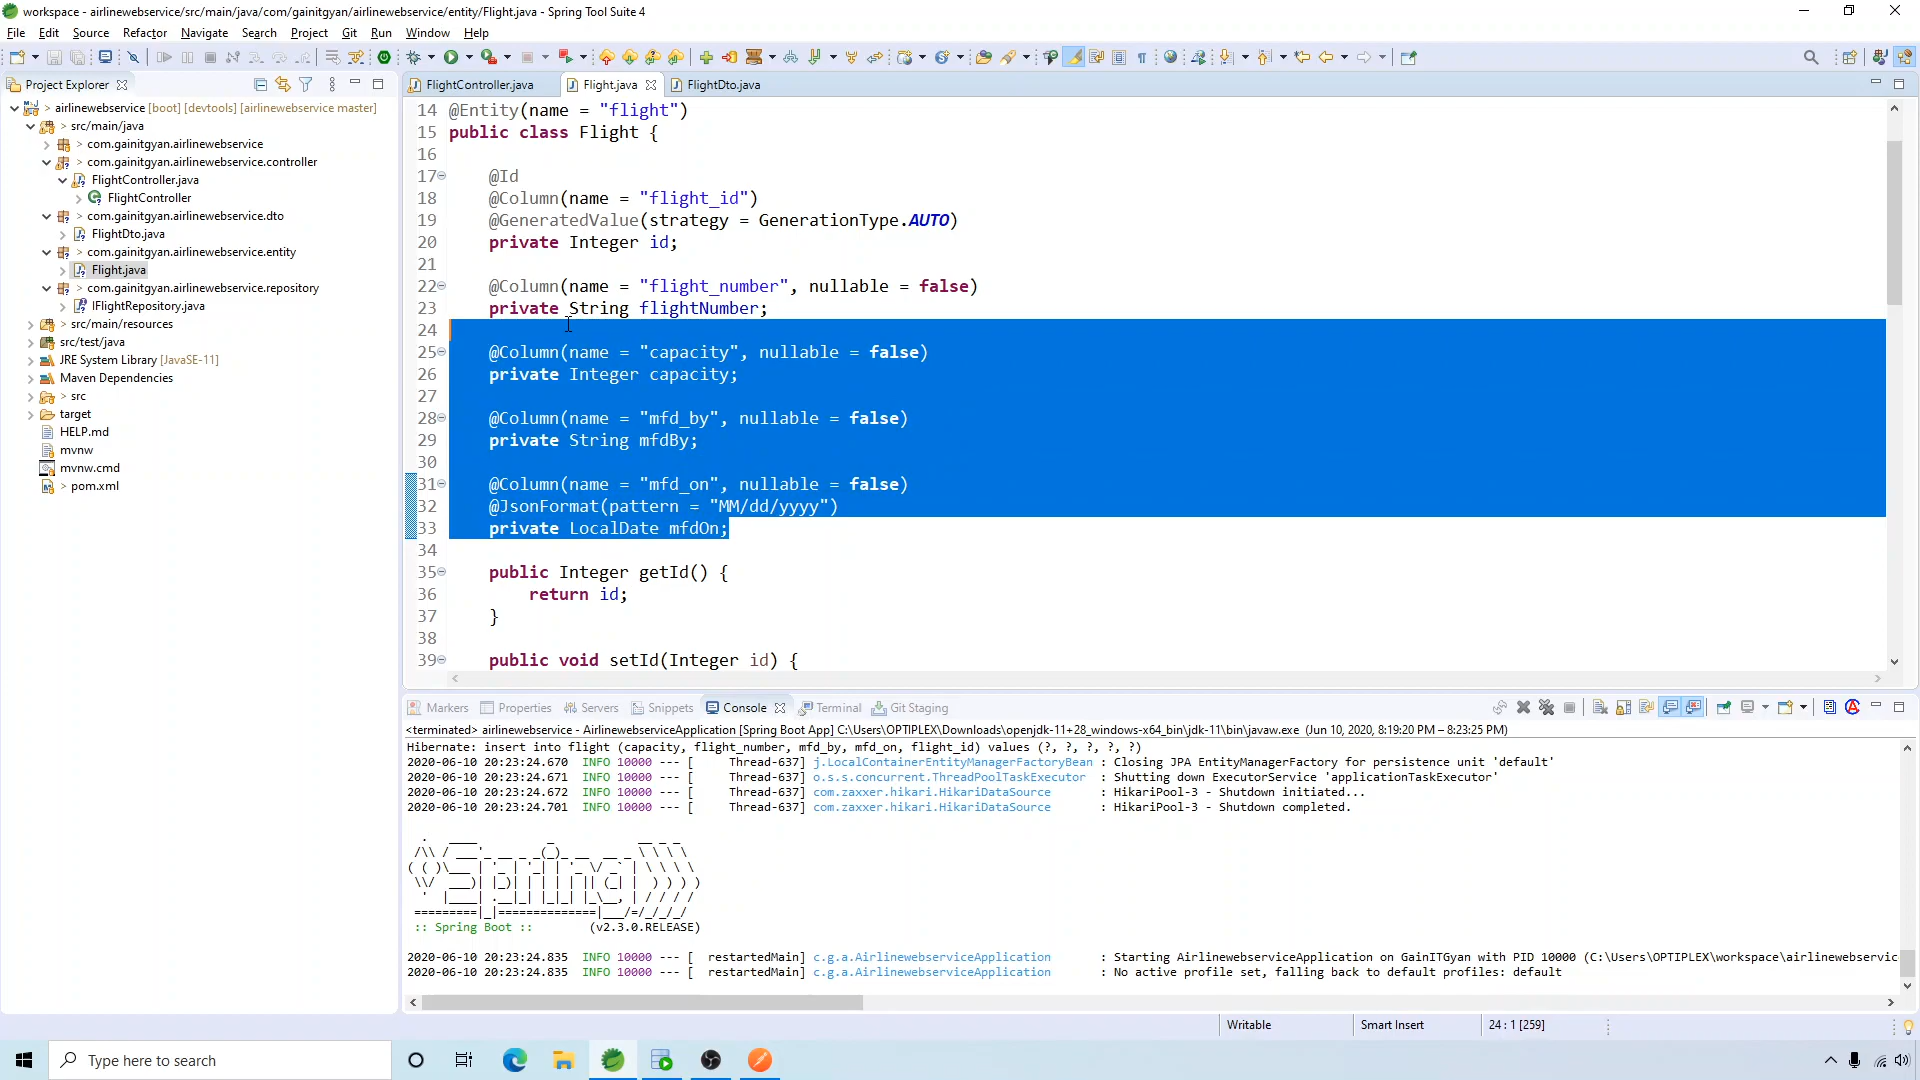 workspace - airlinewebservice/src/main/java/com/gainitgyan/airlinewebservice/entity/Flight.java - Spring Tool Suite 4
File Edit Source Refactor Navigate Search Project Git Run Window Help
Project Explorer
FlightController.java Flight.java FlightDto.java
> airlinewebservice [boot] [devtools] [airlinewebservice master]
> src/main/java
> com.gainitgyan.airlinewebservice
> com.gainitgyan.airlinewebservice.controller
FlightController.java
FlightController
> com.gainitgyan.airlinewebservice.dto
FlightDto.java
> com.gainitgyan.airlinewebservice.entity
Flight.java
> com.gainitgyan.airlinewebservice.repository
IFlightRepository.java
src/main/resources
src/test/java
JRE System Library [JavaSE-11]
Maven Dependencies
> src
target
HELP.md
mvnw
mvnw.cmd
> pom.xml
14 @Entity(name = "flight")
15 public class Flight {
16
17 @Id
18 @Column(name = "flight_id")
19 @GeneratedValue(strategy = GenerationType.AUTO)
20 private Integer id;
21
22 @Column(name = "flight_number", nullable = false)
23 private String flightNumber;
24
25 @Column(name = "capacity", nullable = false)
26 private Integer capacity;
27
28 @Column(name = "mfd_by", nullable = false)
29 private String mfdBy;
30
31 @Column(name = "mfd_on", nullable = false)
32 @JsonFormat(pattern = "MM/dd/yyyy")
33 private LocalDate mfdOn;
34
35 public Integer getId() {
36 return id;
37 }
38
39 public void setId(Integer id) {
Markers Properties Servers Snippets Console Terminal Git Staging
<terminated> airlinewebservice - AirlinewebserviceApplication [Spring Boot App] C:\Users\OPTIPLEX\Downloads\openjdk-11+28_windows-x64_bin\jdk-11\bin\javaw.exe (Jun 10, 2020, 8:19:20 PM – 8:23:25 PM)
Hibernate: insert into flight (capacity, flight_number, mfd_by, mfd_on, flight_id) values (?, ?, ?, ?, ?)
2020-06-10 20:23:24.670 INFO 10000 --- [ Thread-637] j.LocalContainerEntityManagerFactoryBean : Closing JPA EntityManagerFactory for persistence unit 'default'
2020-06-10 20:23:24.671 INFO 10000 --- [ Thread-637] o.s.s.concurrent.ThreadPoolTaskExecutor : Shutting down ExecutorService 'applicationTaskExecutor'
2020-06-10 20:23:24.672 INFO 10000 --- [ Thread-637] com.zaxxer.hikari.HikariDataSource : HikariPool-3 - Shutdown initiated...
2020-06-10 20:23:24.701 INFO 10000 --- [ Thread-637] com.zaxxer.hikari.HikariDataSource : HikariPool-3 - Shutdown completed.
Spring
:: Spring Boot :: (v2.3.0.RELEASE)
2020-06-10 20:23:24.835 INFO 10000 --- [ restartedMain] c.g.a.AirlinewebserviceApplication : Starting AirlinewebserviceApplication on GainITGyan with PID 10000 (C:\Users\OPTIPLEX\workspace\airlinewebservic
2020-06-10 20:23:24.835 INFO 10000 --- [ restartedMain] c.g.a.AirlinewebserviceApplication : No active profile set, falling back to default profiles: default
Writable Smart Insert 24 : 1 [259]
Type here to search